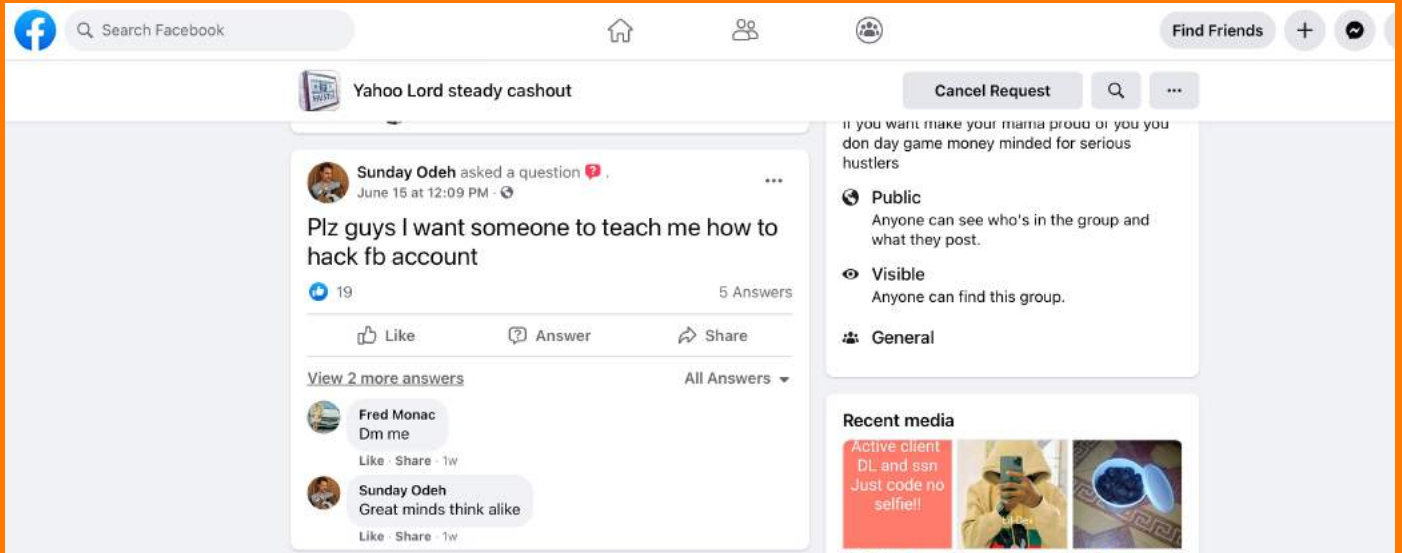 Search Facebook
Find Friends
Yahoo Lord steady cashout
Cancel Request
HUSTLE
Sunday Odeh asked a question .
June 15 at 12:09 PM ·
Plz guys I want someone to teach me how to
hack fb account
19
5 Answers
Like
Answer
Share
View 2 more answers
All Answers
Fred Monac
Dm me
Like · Share · 1w
Sunday Odeh
Great minds think alike
Like · Share · 1w
If you want make your mama proud of you you
don day game money minded for serious
hustlers
Public
Anyone can see who's in the group and
what they post.
Visible
Anyone can find this group.
General
Recent media
Active client
DL and ssn
Just code no
selfie!!